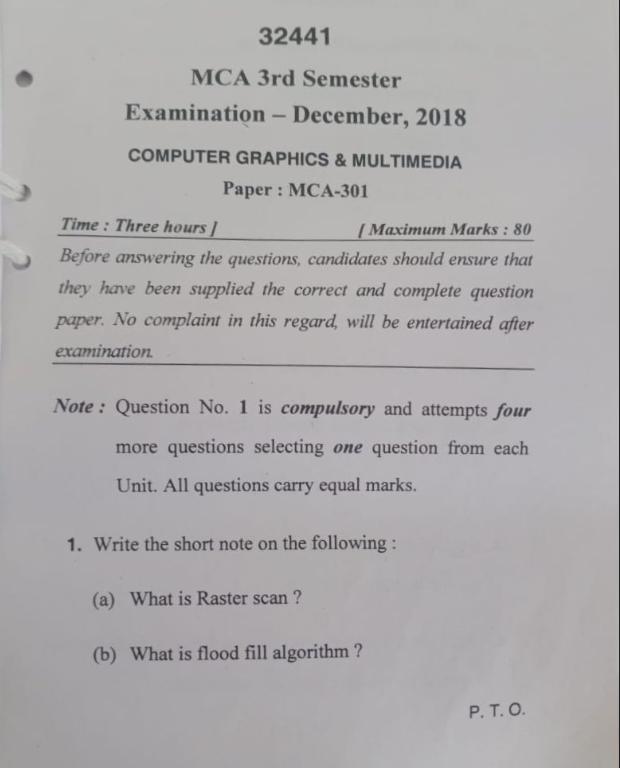 32441
MCA 3rd Semester
Examination – December, 2018
COMPUTER GRAPHICS & MULTIMEDIA
Paper : MCA-301
Time : Three hours ] [ Maximum Marks : 80
Before answering the questions, candidates should ensure that
they have been supplied the correct and complete question
paper. No complaint in this regard, will be entertained after
examination.
Note : Question No. 1 is compulsory and attempts four
more questions selecting one question from each
Unit. All questions carry equal marks.
1. Write the short note on the following :
(a) What is Raster scan ?
(b) What is flood fill algorithm ?
P. T. O.